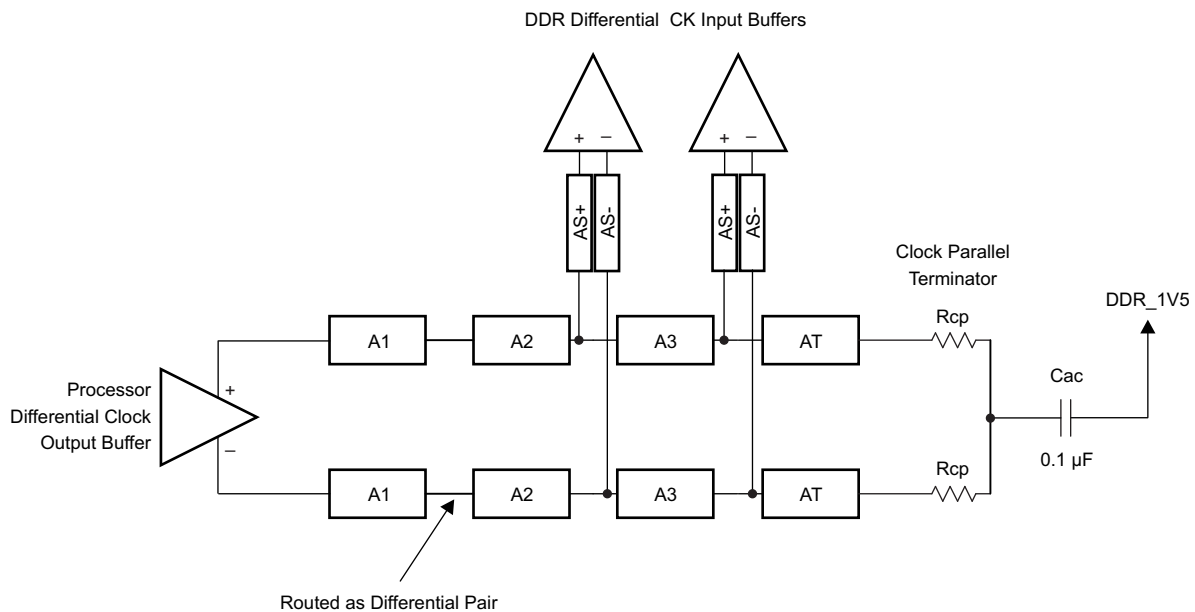 DDR Differential CK Input Buffers
+ − + −
AS+ AS- AS+ AS-
Clock Parallel
Terminator
DDR_1V5
Rcp
A1 A2 A3 AT
Cac
Processor
Differential Clock
Output Buffer
+
−
0.1 µF
Rcp
A1 A2 A3 AT
Routed as Differential Pair